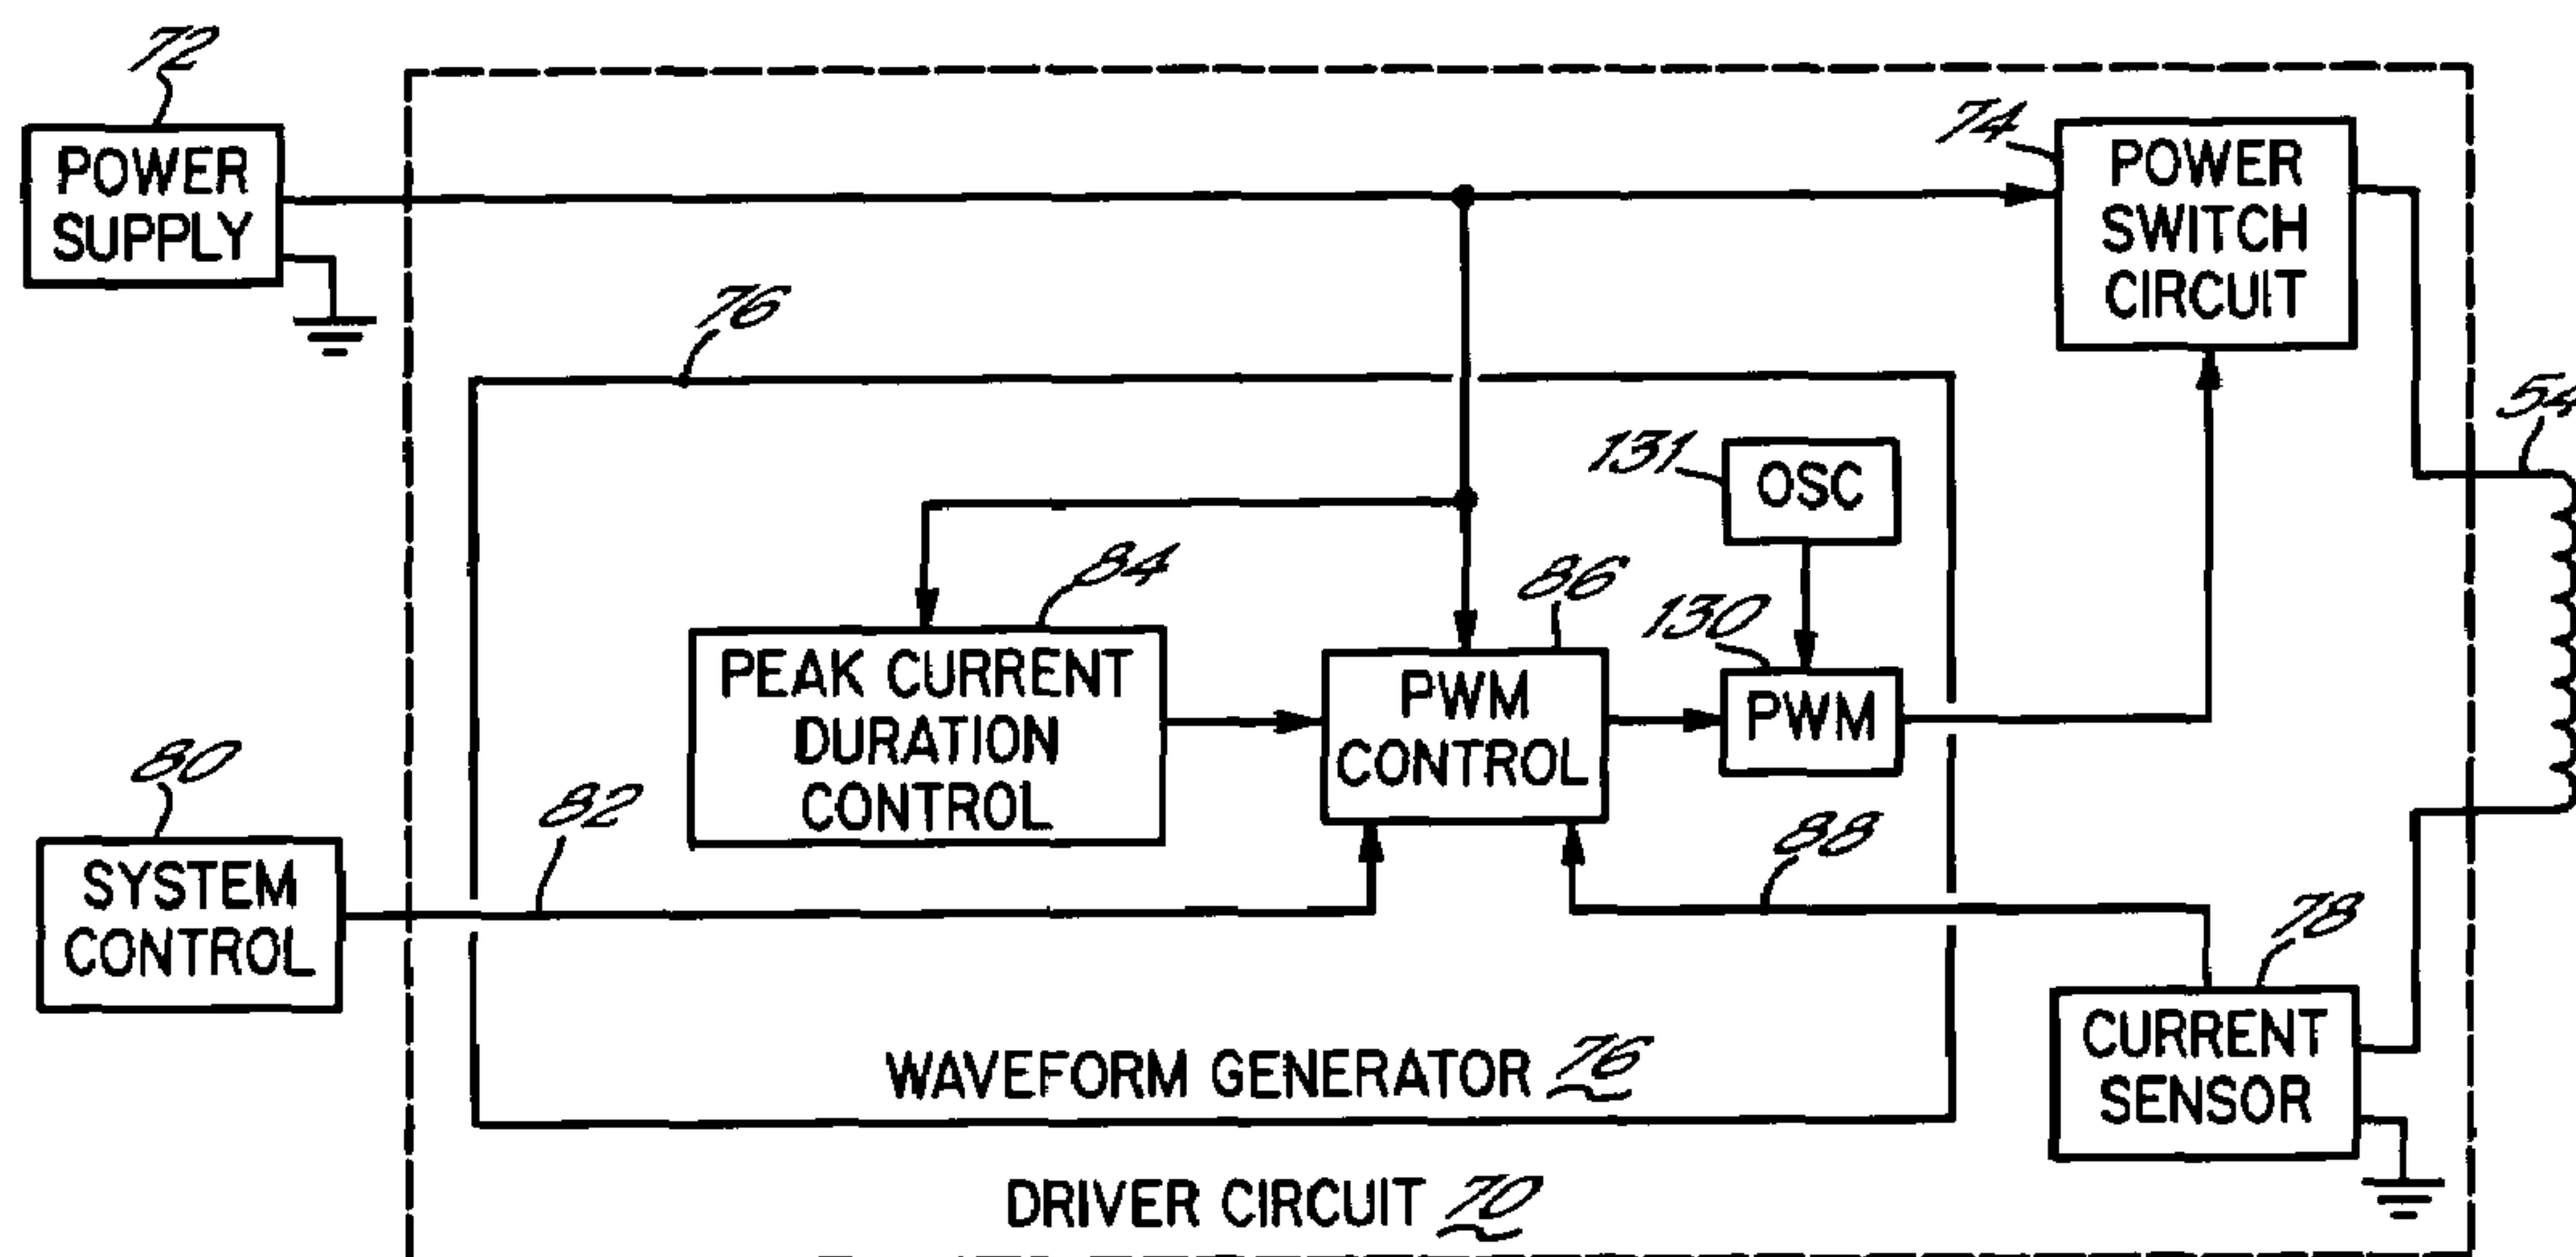 72
POWER
SUPPLY
74
POWER
SWITCH
CIRCUIT
76
54
131
OSC
84
86
130
PEAK CURRENT
DURATION
CONTROL
PWM
CONTROL
PWM
80
82
88
SYSTEM
CONTROL
78
CURRENT
SENSOR
WAVEFORM GENERATOR 76
DRIVER CIRCUIT 70